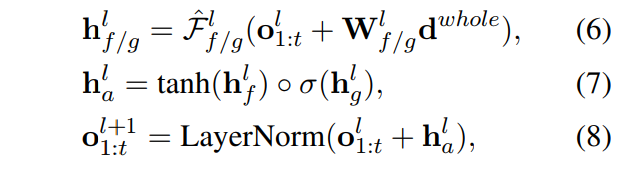 h^l_{f/g} = \hat{\mathcal{F}}^l_{f/g}(o^l_{1:t} + W^l_{f/g} d^{whole}), (6)
h^l_a = tanh(h^l_f) ∘ σ(h^l_g), (7)
o^{l+1}_{1:t} = LayerNorm(o^l_{1:t} + h^l_a), (8)